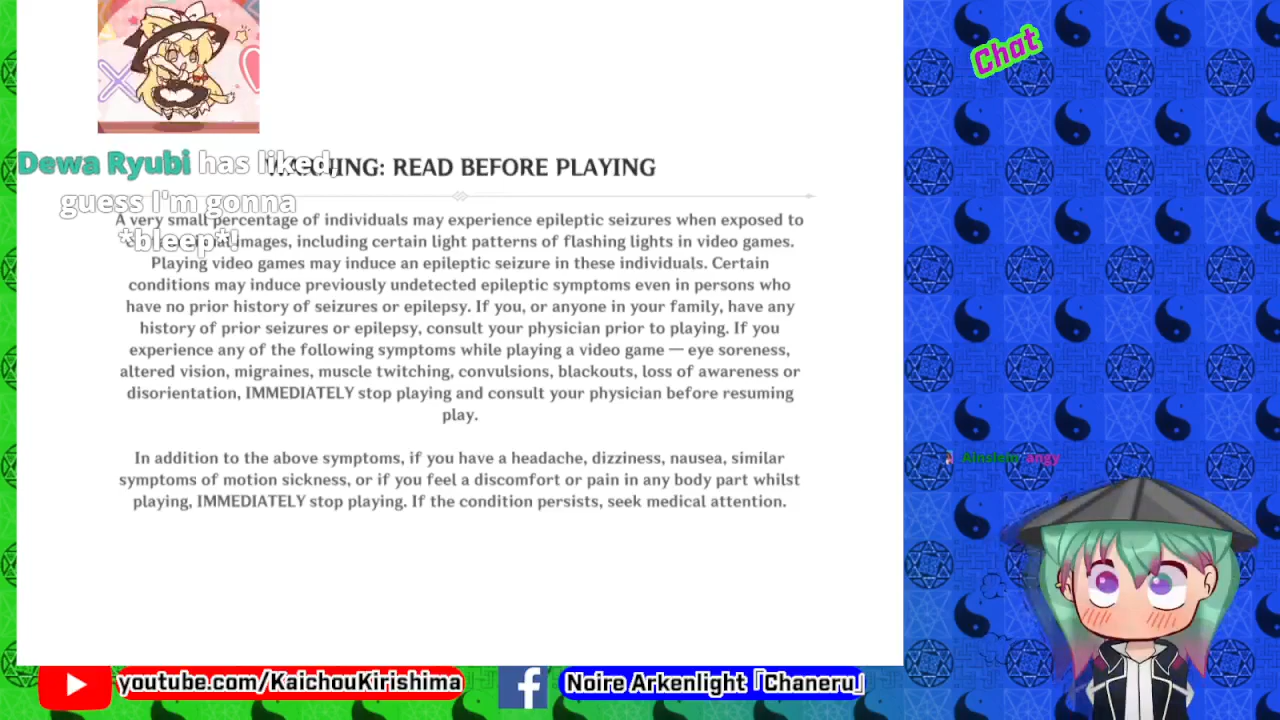 Chat
Dewa Ryubi has liked,
guess I'm gonna
*bleep*!
READ BEFORE PLAYING
A very small percentage of individuals may experience epileptic seizures when exposed to
images, including certain light patterns of flashing lights in video games.
Playing video games may induce an epileptic seizure in these individuals. Certain
conditions may induce previously undetected epileptic symptoms even in persons who
have no prior history of seizures or epilepsy. If you, or anyone in your family, have any
history of prior seizures or epilepsy, consult your physician prior to playing. If you
experience any of the following symptoms while playing a video game — eye soreness,
altered vision, migraines, muscle twitching, convulsions, blackouts, loss of awareness or
disorientation, IMMEDIATELY stop playing and consult your physician before resuming
play.
In addition to the above symptoms, if you have a headache, dizziness, nausea, similar
symptoms of motion sickness, or if you feel a discomfort or pain in any body part whilst
playing, IMMEDIATELY stop playing. If the condition persists, seek medical attention.
angy
youtube.com/KaichouKirishima
Noire Arkenlight「Chaneru」